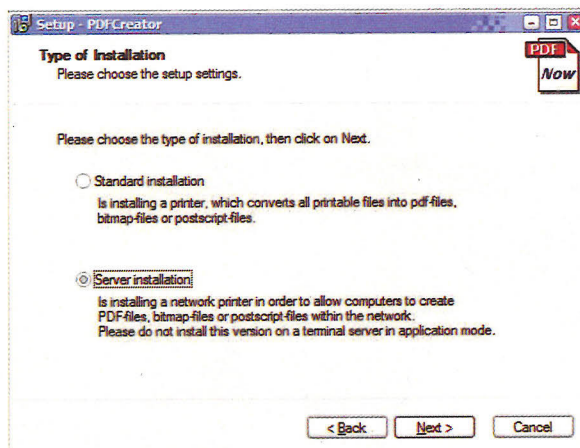 Setup - PDFCreator
Type of Installation
Please choose the setup settings.
PDF
Now
Please choose the type of installation, then click on Next.
Standard installation
Is installing a printer, which converts all printable files into pdf-files,
bitmap-files or postscript-files.
Server installation
Is installing a network printer in order to allow computers to create
PDF-files, bitmap-files or postscript-files within the network.
Please do not install this version on a terminal server in application mode.
< Back
Next >
Cancel